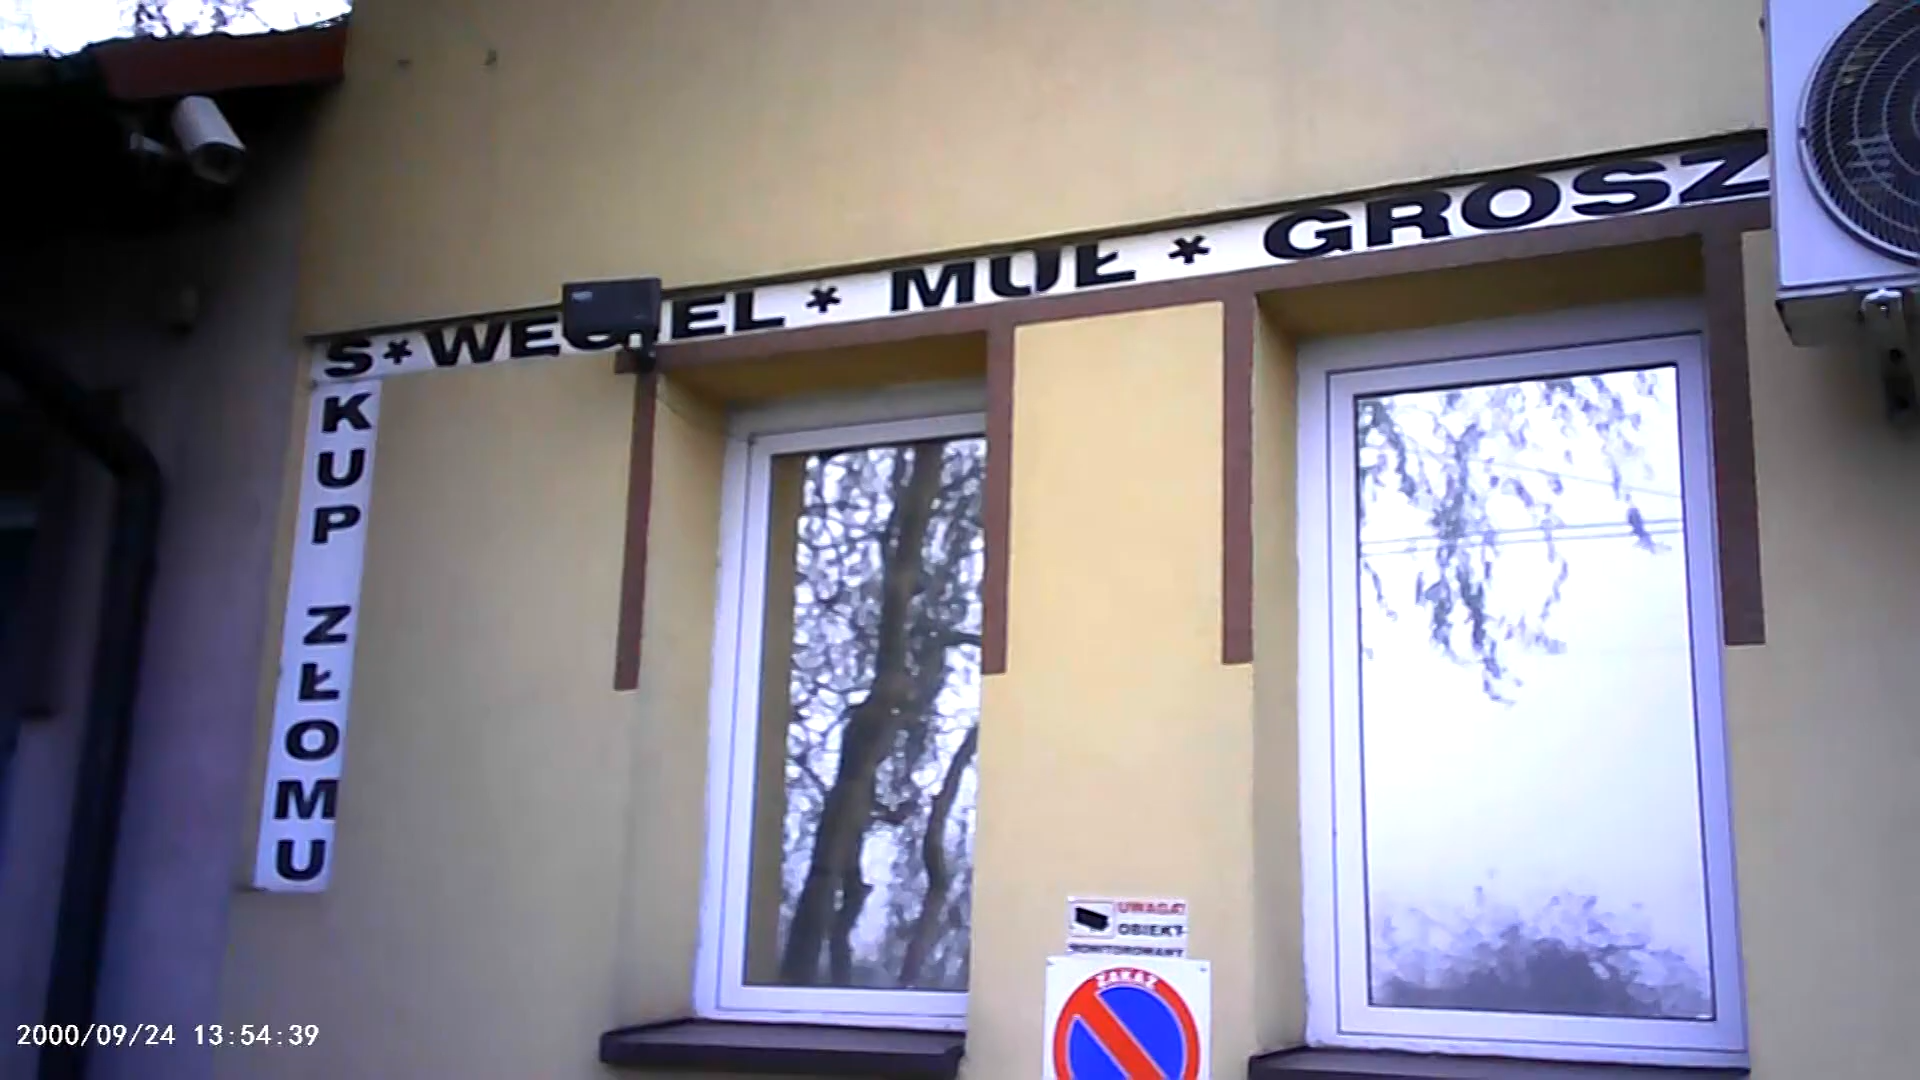 S * WĘGIEL * MUŁ * GROSZ
SKUP ZŁOMU
UWAGA!
OBIEKT
MONITOROWANY
ZAKAZ
2000/09/24 13:54:39